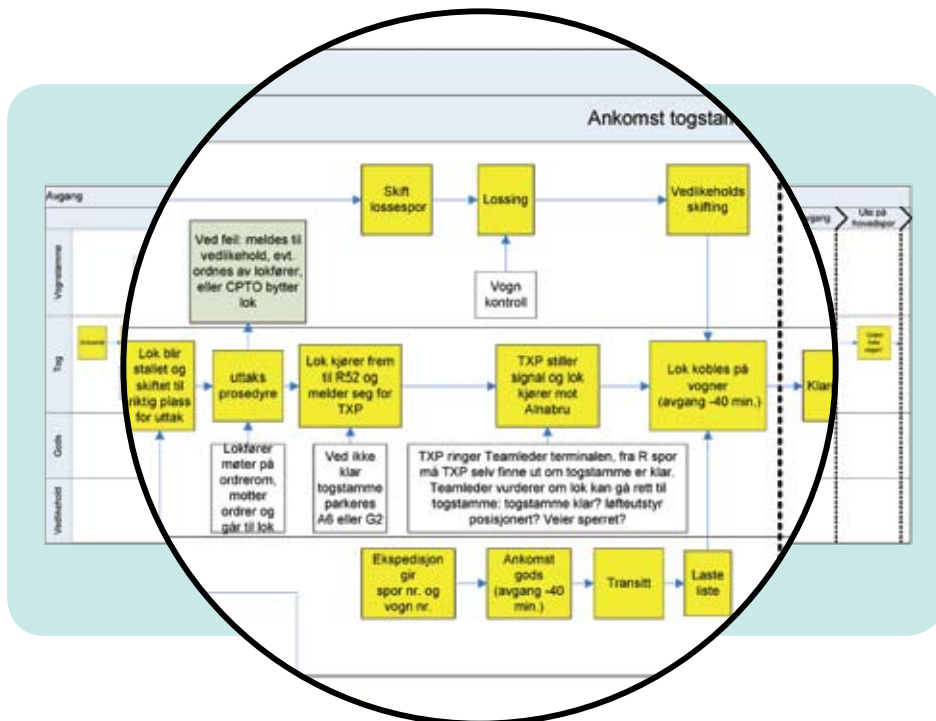 Ankomst togstam
Avgang
Vognstamme
Tog
Gods
Vedlikehold
Skift
lossespor
Lossing
Vedlikeholds
skifting
Ved feil: meldes til
vedlikehold, evt.
ordnes av lokfører,
eller CPTO bytter
lok
Vogn
kontroll
Lok blir
stallet og
skiftet til
riktig plass
for uttak
uttaks
prosedyre
Lok kjører frem
til R52 og
melder seg for
TXP
TXP stiller
signal og lok
kjører mot
Alnabru
Lok kobles på
vogner
(avgang -40 min.)
Klar
Lokfører
møter på
ordrerom,
motter
ordrer og
går til lok
Ved ikke
klar
togstamme
parkeres
A6 eller G2
TXP ringer Teamleder terminalen, fra R spor
må TXP selv finne ut om togstamme er klar.
Teamleder vurderer om lok kan gå rett til
togstamme: togstamme klar? løfteutstyr
posisjonert? Veier sperret?
Ekspedisjon
gir
spor nr. og
vogn nr.
Ankomst
gods
(avgang -40
min.)
Transitt
Laste
liste
gang
Ute på
hovedspor